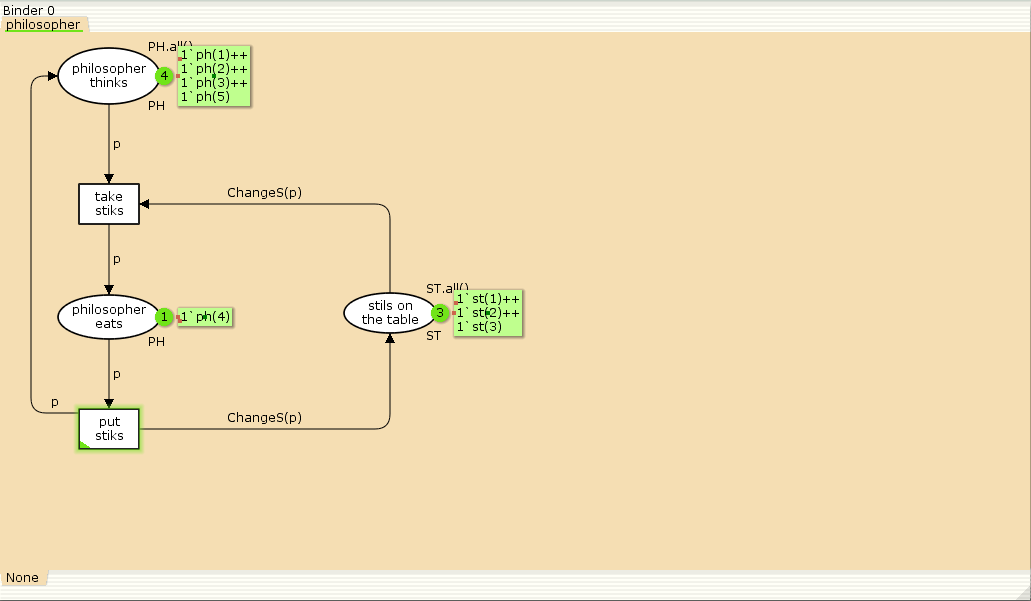 Binder 0
philosopher
PH.all()
philosopher
thinks
4
1`ph(1)++
1`ph(2)++
1`ph(3)++
1`ph(5)
PH
p
take
stiks
ChangeS(p)
p
philosopher
eats
1
1`ph(4)
PH
ST.all()
stils on
the table
3
1`st(1)++
1`st(2)++
1`st(3)
ST
p
p
put
stiks
ChangeS(p)
None